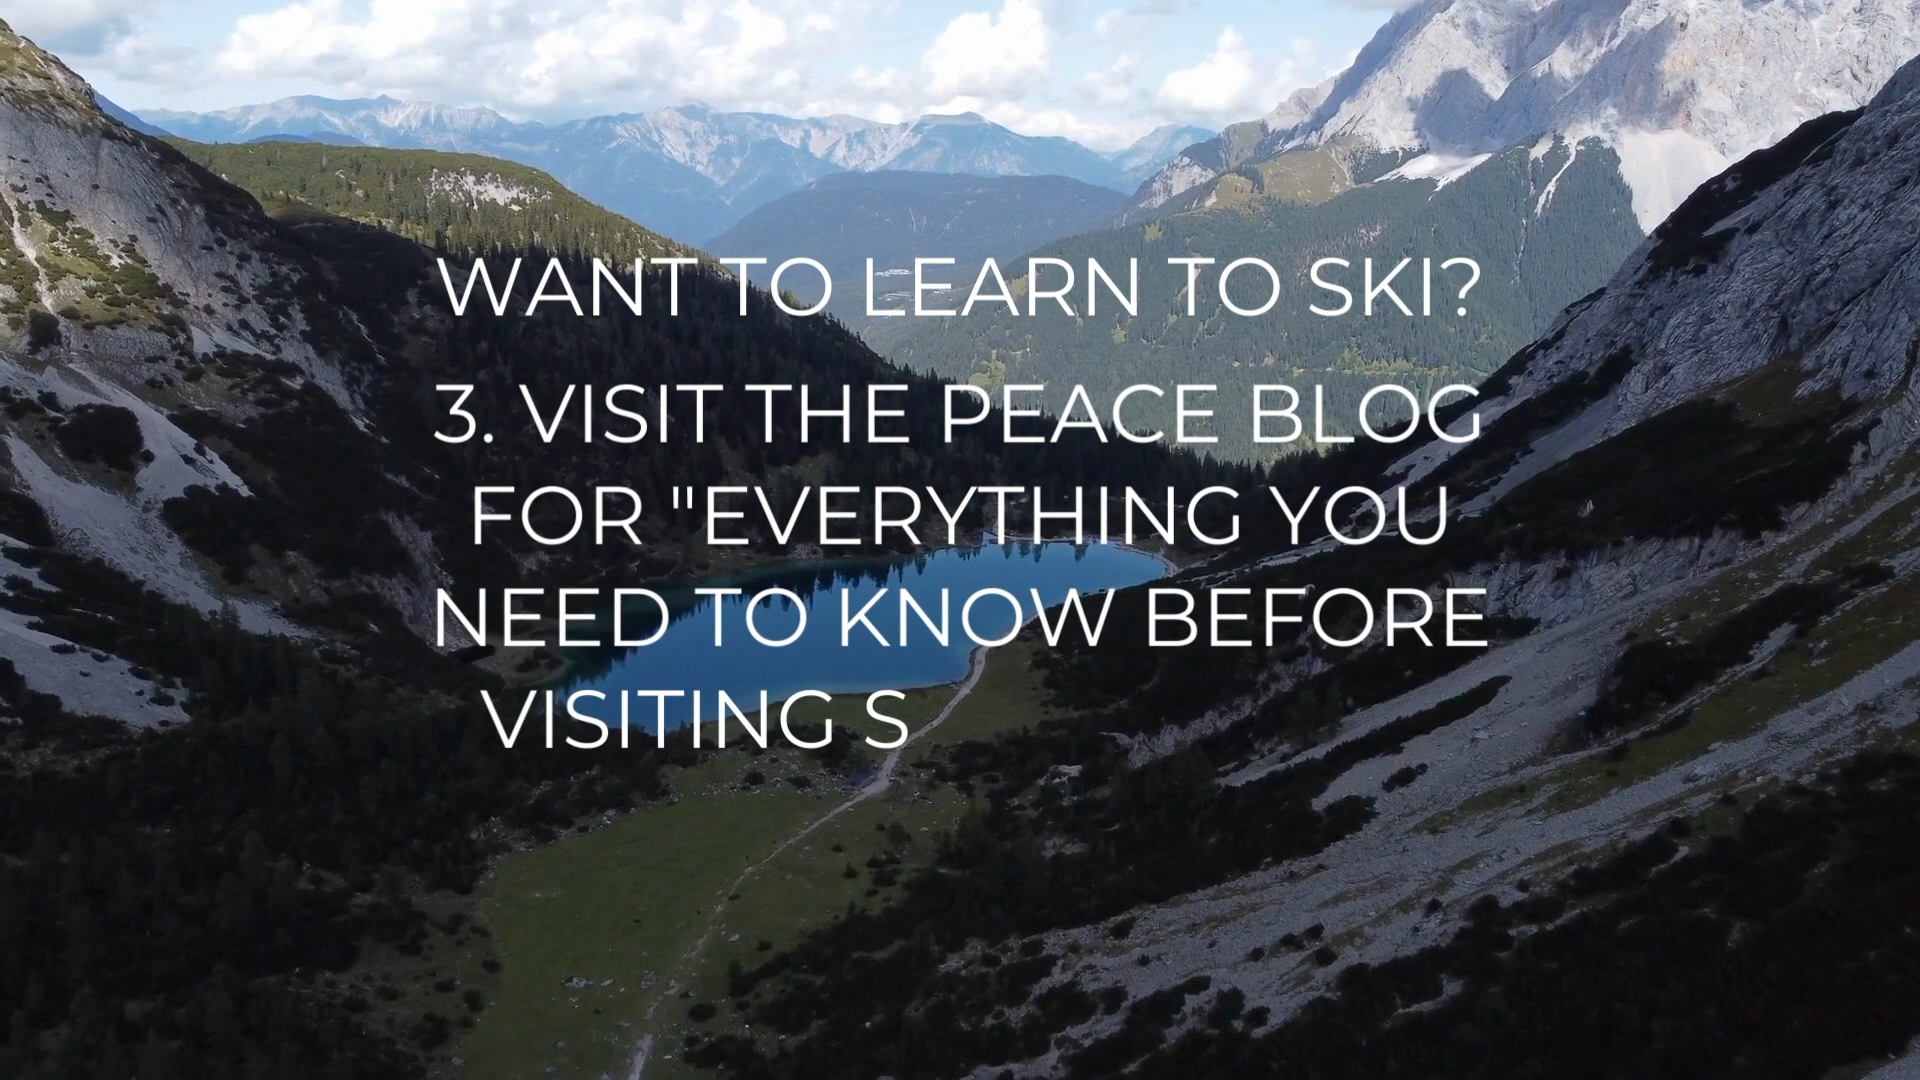 WANT TO LEARN TO SKI?
3. VISIT THE PEACE BLOG
FOR "EVERYTHING YOU
NEED TO KNOW BEFORE
VISITING S